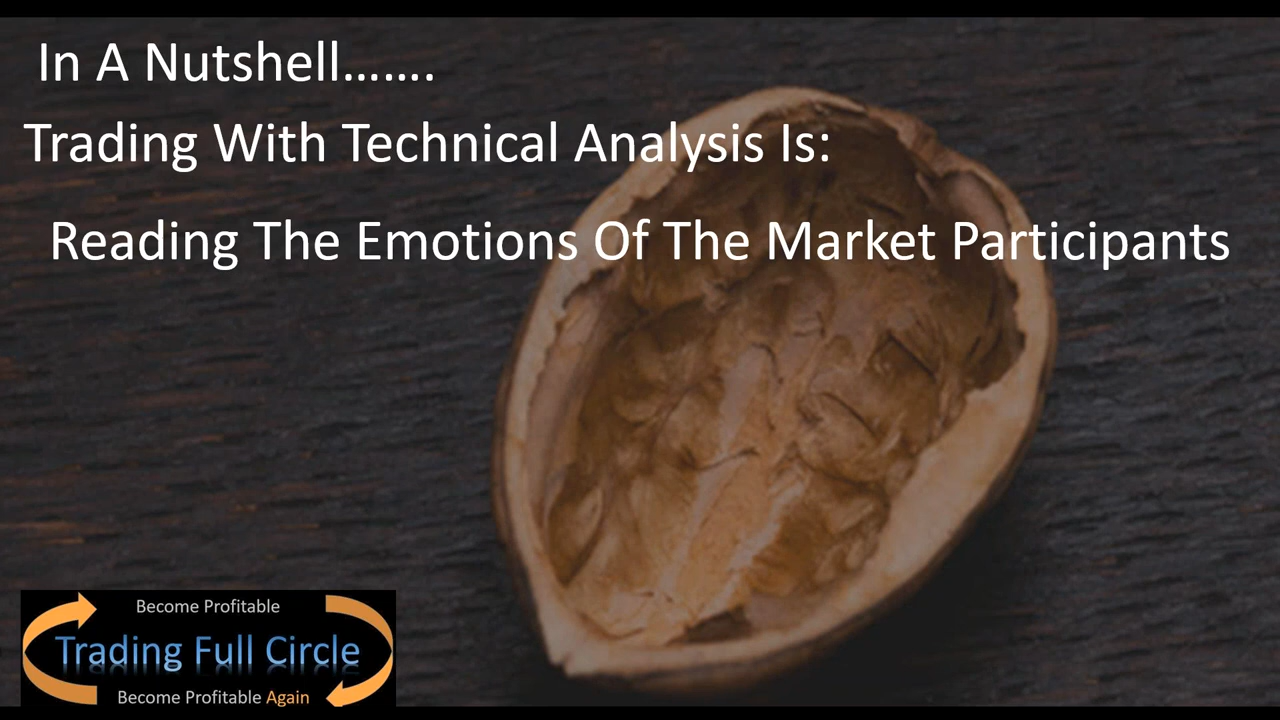 In A Nutshell.......
Trading With Technical Analysis Is:
Reading The Emotions Of The Market Participants
Become Profitable
Trading Full Circle
Become Profitable Again